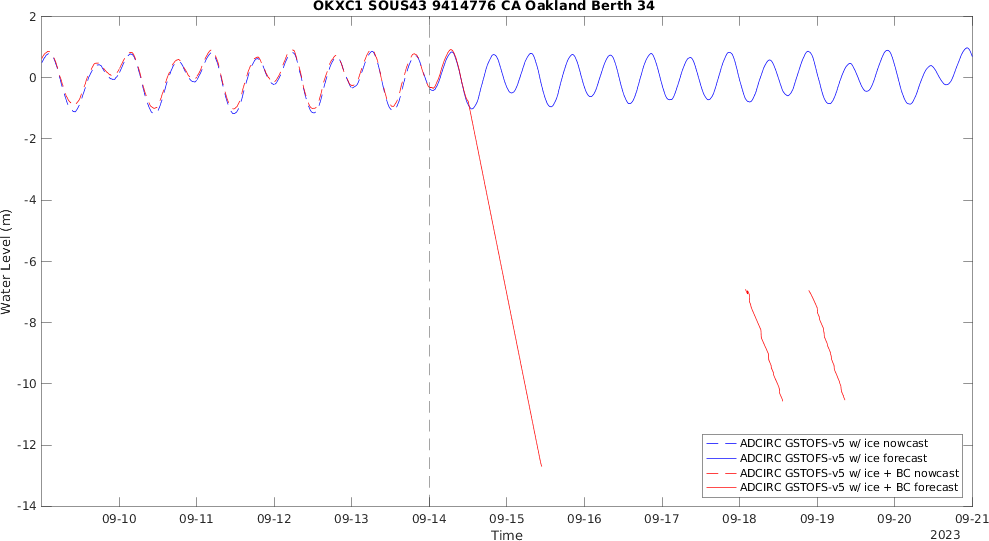 OKXC1 SOUS43 9414776 CA Oakland Berth 34
2
0
-2
-4
-6
-8
-10
-12
-14
Water Level (m)
ADCIRC GSTOFS-v5 w/ ice nowcast
ADCIRC GSTOFS-v5 w/ ice forecast
ADCIRC GSTOFS-v5 w/ ice + BC nowcast
ADCIRC GSTOFS-v5 w/ ice + BC forecast
09-10 09-11 09-12 09-13 09-14 09-15 09-16 09-17 09-18 09-19 09-20 09-21
Time
2023